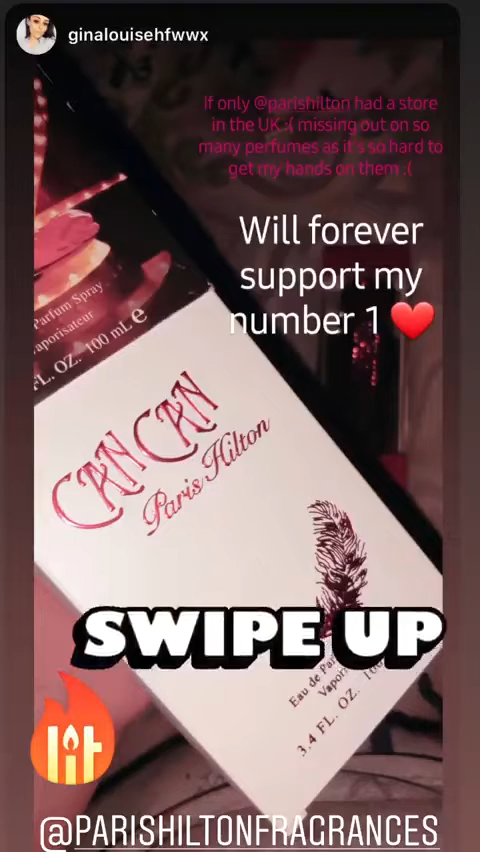 ginalouisehfwwx
If only @parishilton had a store
in the UK :( missing out on so
many perfumes as it's so hard to
get my hands on them :(
Will forever
support my
number 1 ❤️
Parfum Spray
aporisateur
FL. OZ. 100 mL e
CAN CAN
Paris Hilton
SWIPE UP
Eau de Par
Vapori
3.4 FL. OZ. 100
lit
@PARISHILTONFRAGRANCES